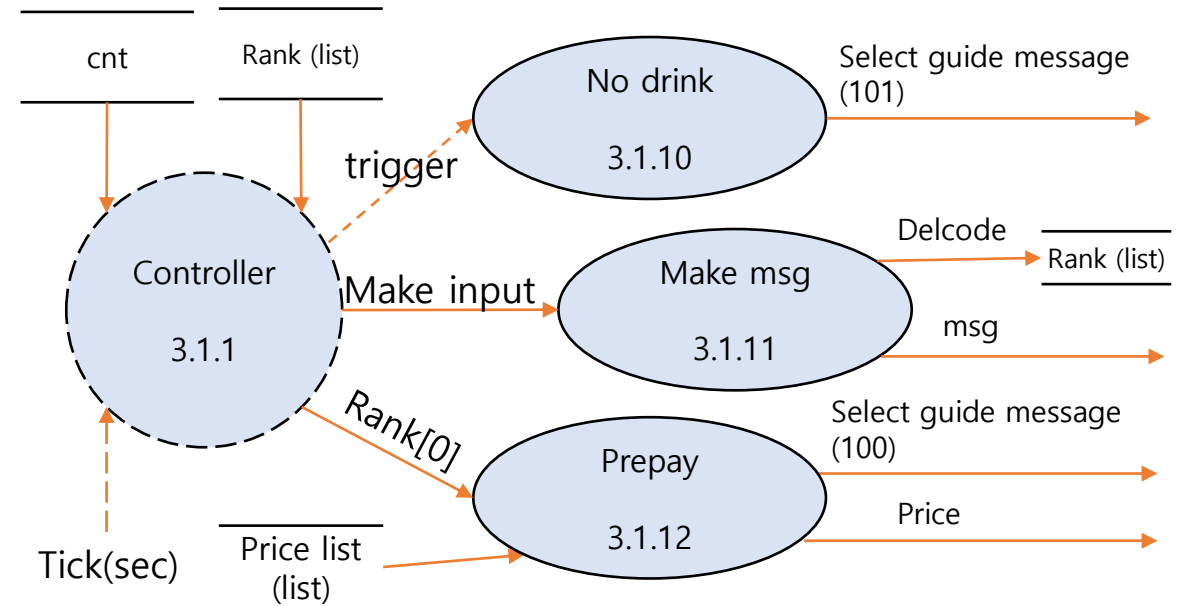 cnt
Rank (list)
No drink
3.1.10
Select guide message
(101)
trigger
Controller
3.1.1
Make input
Make msg
3.1.11
Delcode
Rank (list)
msg
Rank[0]
Prepay
3.1.12
Select guide message
(100)
Price
Tick(sec)
Price list
(list)